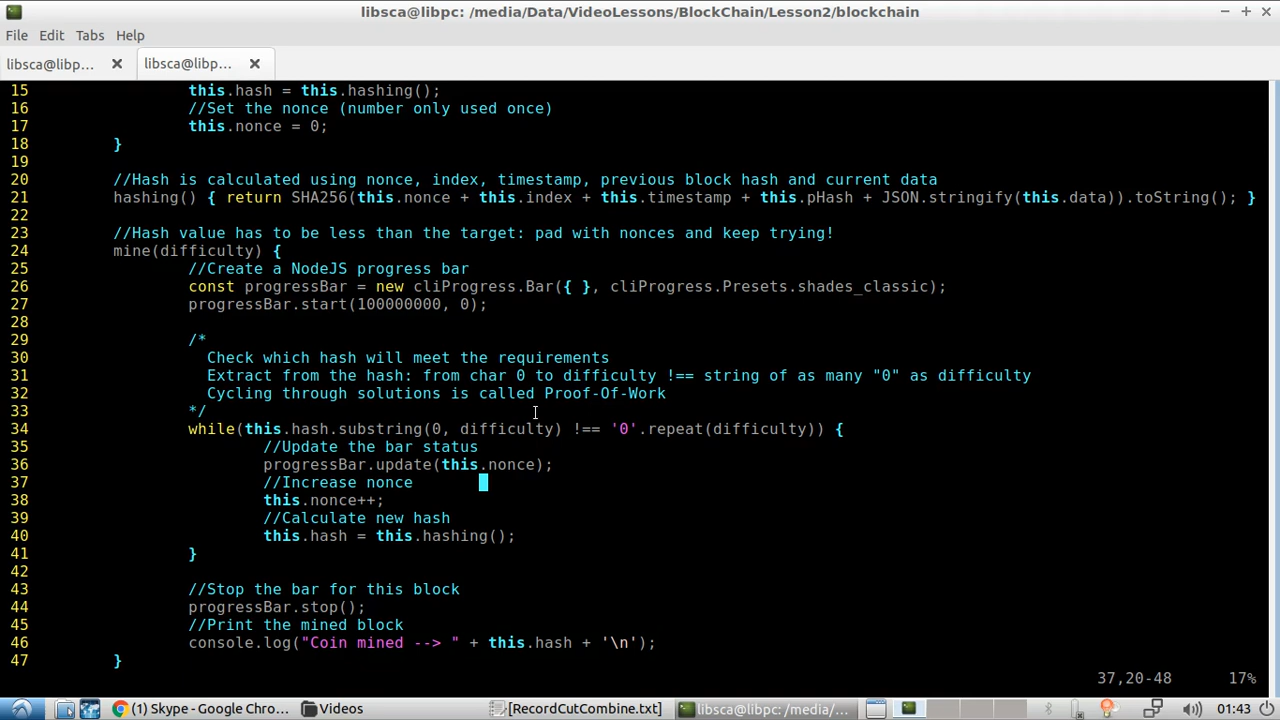 libsca@libpc: /media/Data/VideoLessons/BlockChain/Lesson2/blockchain
File Edit Tabs Help
libsca@libp... libsca@libp...
15 this.hash = this.hashing();
16 //Set the nonce (number only used once)
17 this.nonce = 0;
18 }
19
20 //Hash is calculated using nonce, index, timestamp, previous block hash and current data
21 hashing() { return SHA256(this.nonce + this.index + this.timestamp + this.pHash + JSON.stringify(this.data)).toString(); }
22
23 //Hash value has to be less than the target: pad with nonces and keep trying!
24 mine(difficulty) {
25 //Create a NodeJS progress bar
26 const progressBar = new cliProgress.Bar({ }, cliProgress.Presets.shades_classic);
27 progressBar.start(100000000, 0);
28
29 /*
30 Check which hash will meet the requirements
31 Extract from the hash: from char 0 to difficulty !== string of as many "0" as difficulty
32 Cycling through solutions is called Proof-Of-Work
33 */
34 while(this.hash.substring(0, difficulty) !== '0'.repeat(difficulty)) {
35 //Update the bar status
36 progressBar.update(this.nonce);
37 //Increase nonce
38 this.nonce++;
39 //Calculate new hash
40 this.hash = this.hashing();
41 }
42
43 //Stop the bar for this block
44 progressBar.stop();
45 //Print the mined block
46 console.log("Coin mined --> " + this.hash + '\n');
47 }
37,20-48 17%
(1) Skype - Google Chro... Videos [RecordCutCombine.txt] libsca@libpc: /media/... 01:43